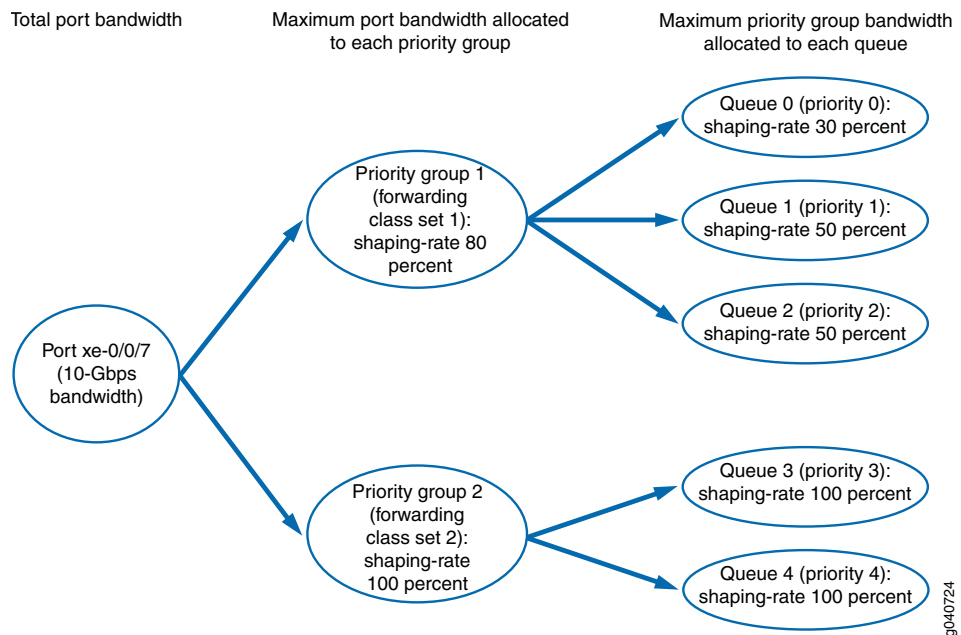 Total port bandwidth
Maximum port bandwidth allocated
to each priority group
Maximum priority group bandwidth
allocated to each queue
Port xe-0/0/7
(10-Gbps
bandwidth)
Priority group 1
(forwarding
class set 1):
shaping-rate 80
percent
Priority group 2
(forwarding
class set 2):
shaping-rate
100 percent
Queue 0 (priority 0):
shaping-rate 30 percent
Queue 1 (priority 1):
shaping-rate 50 percent
Queue 2 (priority 2):
shaping-rate 50 percent
Queue 3 (priority 3):
shaping-rate 100 percent
Queue 4 (priority 4):
shaping-rate 100 percent
g040724